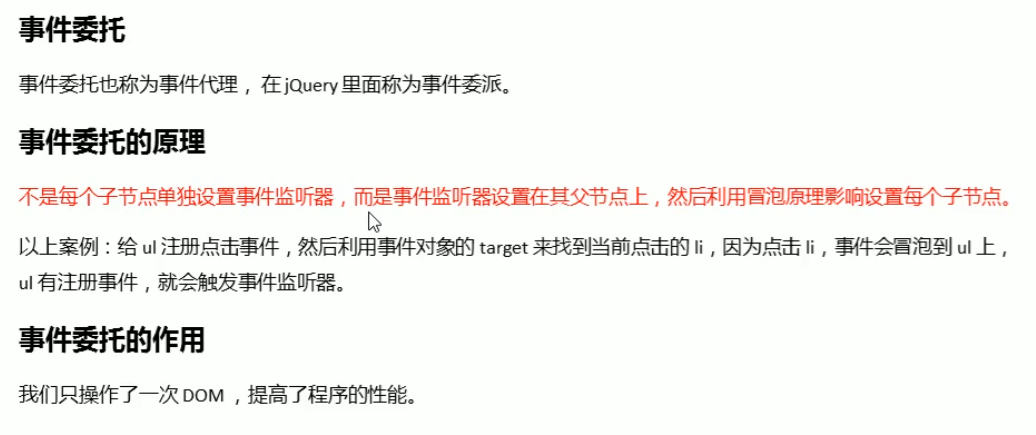 事件委托
事件委托也称为事件代理， 在 jQuery 里面称为事件委派。
事件委托的原理
不是每个子节点单独设置事件监听器，而是事件监听器设置在其父节点上，然后利用冒泡原理影响设置每个子节点。
以上案例：给 ul 注册点击事件，然后利用事件对象的 target 来找到当前点击的 li，因为点击 li，事件会冒泡到 ul 上，
ul 有注册事件，就会触发事件监听器。
事件委托的作用
我们只操作了一次 DOM ，提高了程序的性能。